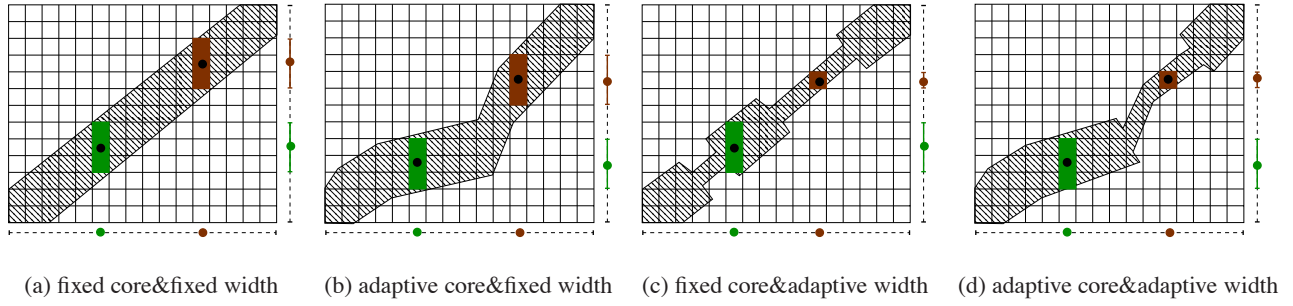 (a) fixed core&fixed width
(b) adaptive core&fixed width
(c) fixed core&adaptive width
(d) adaptive core&adaptive width